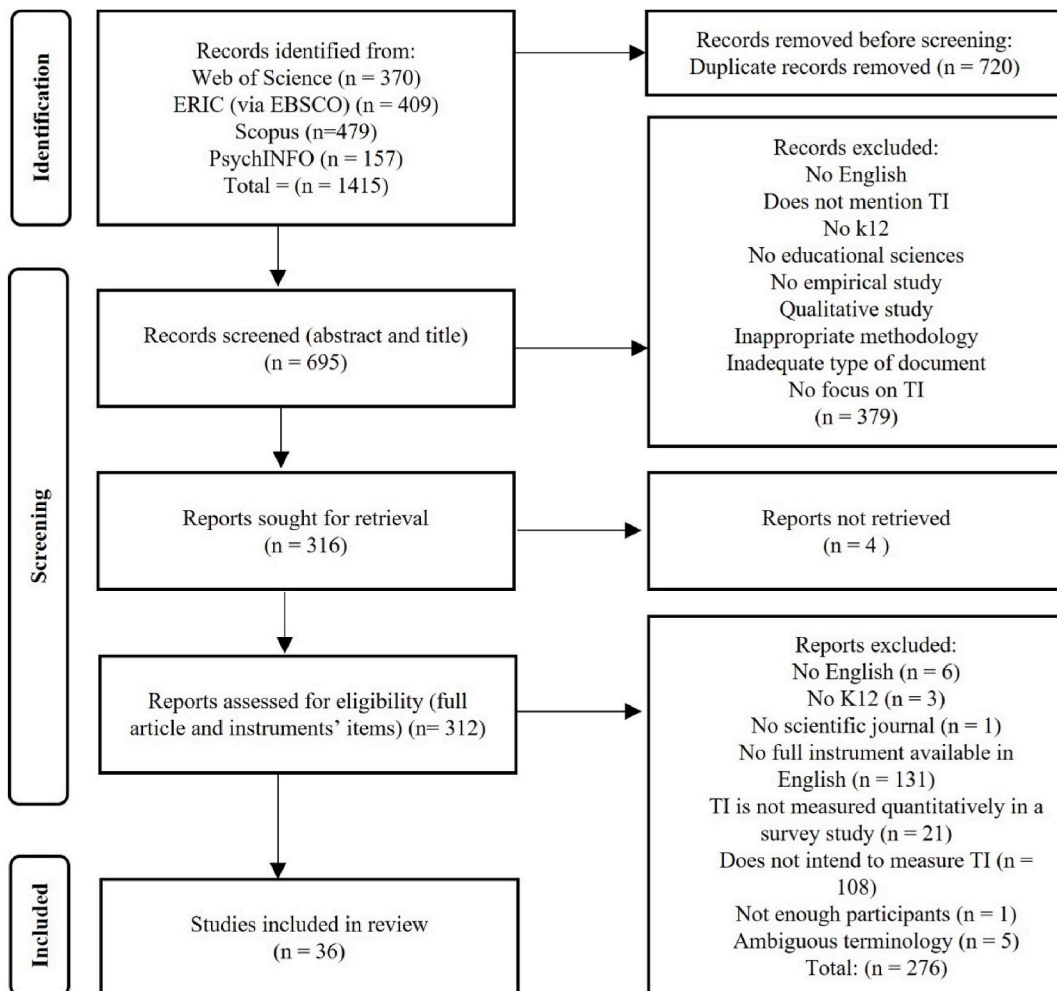 Identification
Records identified from:
Web of Science (n = 370)
ERIC (via EBSCO) (n = 409)
Scopus (n=479)
PsychINFO (n = 157)
Total = (n = 1415)
Records removed before screening:
Duplicate records removed (n = 720)
Screening
Records screened (abstract and title)
(n = 695)
Records excluded:
No English
Does not mention TI
No k12
No educational sciences
No empirical study
Qualitative study
Inappropriate methodology
Inadequate type of document
No focus on TI
(n = 379)
Reports sought for retrieval
(n = 316)
Reports not retrieved
(n = 4 )
Reports assessed for eligibility (full
article and instruments’ items) (n= 312)
Reports excluded:
No English (n = 6)
No K12 (n = 3)
No scientific journal (n = 1)
No full instrument available in
English (n = 131)
TI is not measured quantitatively in a
survey study (n = 21)
Does not intend to measure TI (n =
108)
Not enough participants (n = 1)
Ambiguous terminology (n = 5)
Total: (n = 276)
Included
Studies included in review
(n = 36)